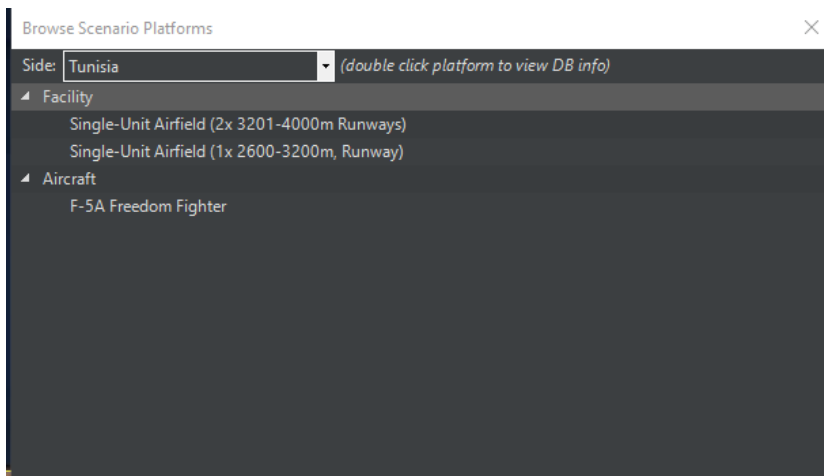 Browse Scenario Platforms
Side: Tunisia (double click platform to view DB info)
Facility
Single-Unit Airfield (2x 3201-4000m Runways)
Single-Unit Airfield (1x 2600-3200m, Runway)
Aircraft
F-5A Freedom Fighter